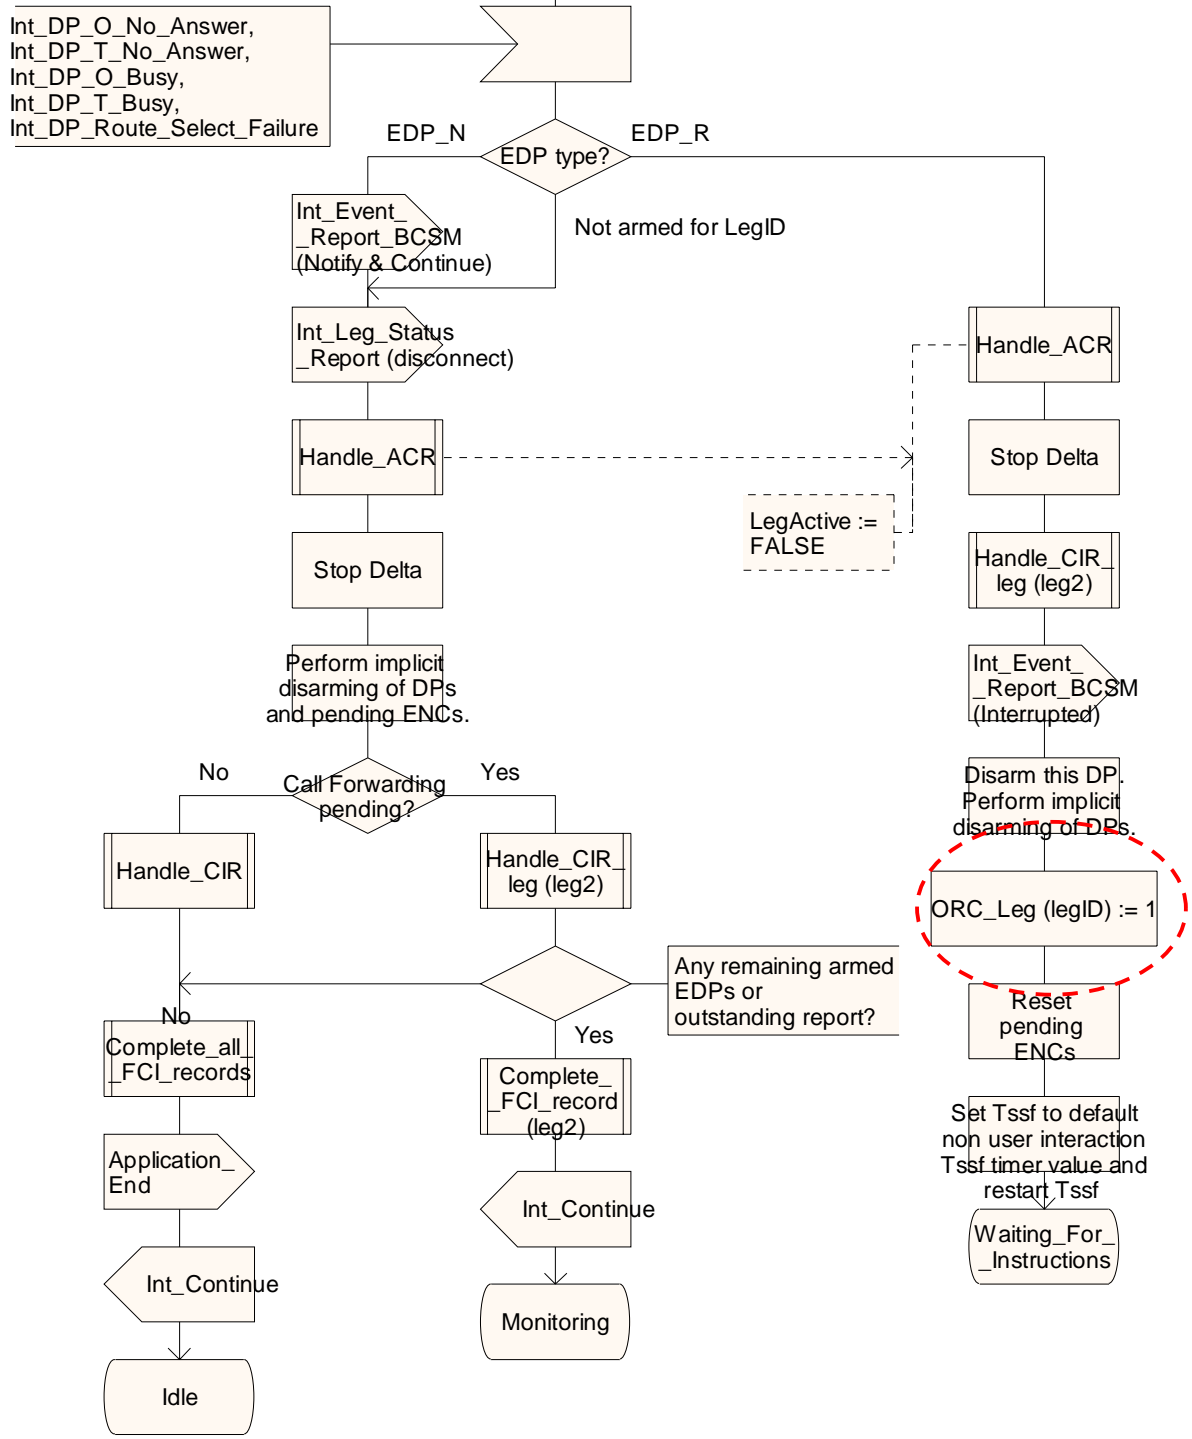 Int_DP_O_No_Answer,
Int_DP_T_No_Answer,
Int_DP_O_Busy,
Int_DP_T_Busy,
Int_DP_Route_Select_Failure
EDP_N
EDP type?
EDP_R
Int_Event_
_Report_BCSM
(Notify & Continue)
Not armed for LegID
Int_Leg_Status
_Report (disconnect)
Handle_ACR
Handle_ACR
Stop Delta
LegActive :=
FALSE
Stop Delta
Handle_CIR_
leg (leg2)
Perform implicit
disarming of DPs
and pending ENCs.
Int_Event_
_Report_BCSM
(Interrupted)
No
Call Forwarding
pending?
Yes
Disarm this DP.
Perform implicit
disarming of DPs.
Handle_CIR
Handle_CIR_
leg (leg2)
ORC_Leg (legID) := 1
Any remaining armed
EDPs or
outstanding report?
No
Yes
Reset
pending
ENCs
Complete_all_
_FCI_records
Complete_
_FCI_record
(leg2)
Set Tssf to default
non user interaction
Tssf timer value and
restart Tssf
Application_
End
Int_Continue
Waiting_For_
_Instructions
Int_Continue
Monitoring
Idle